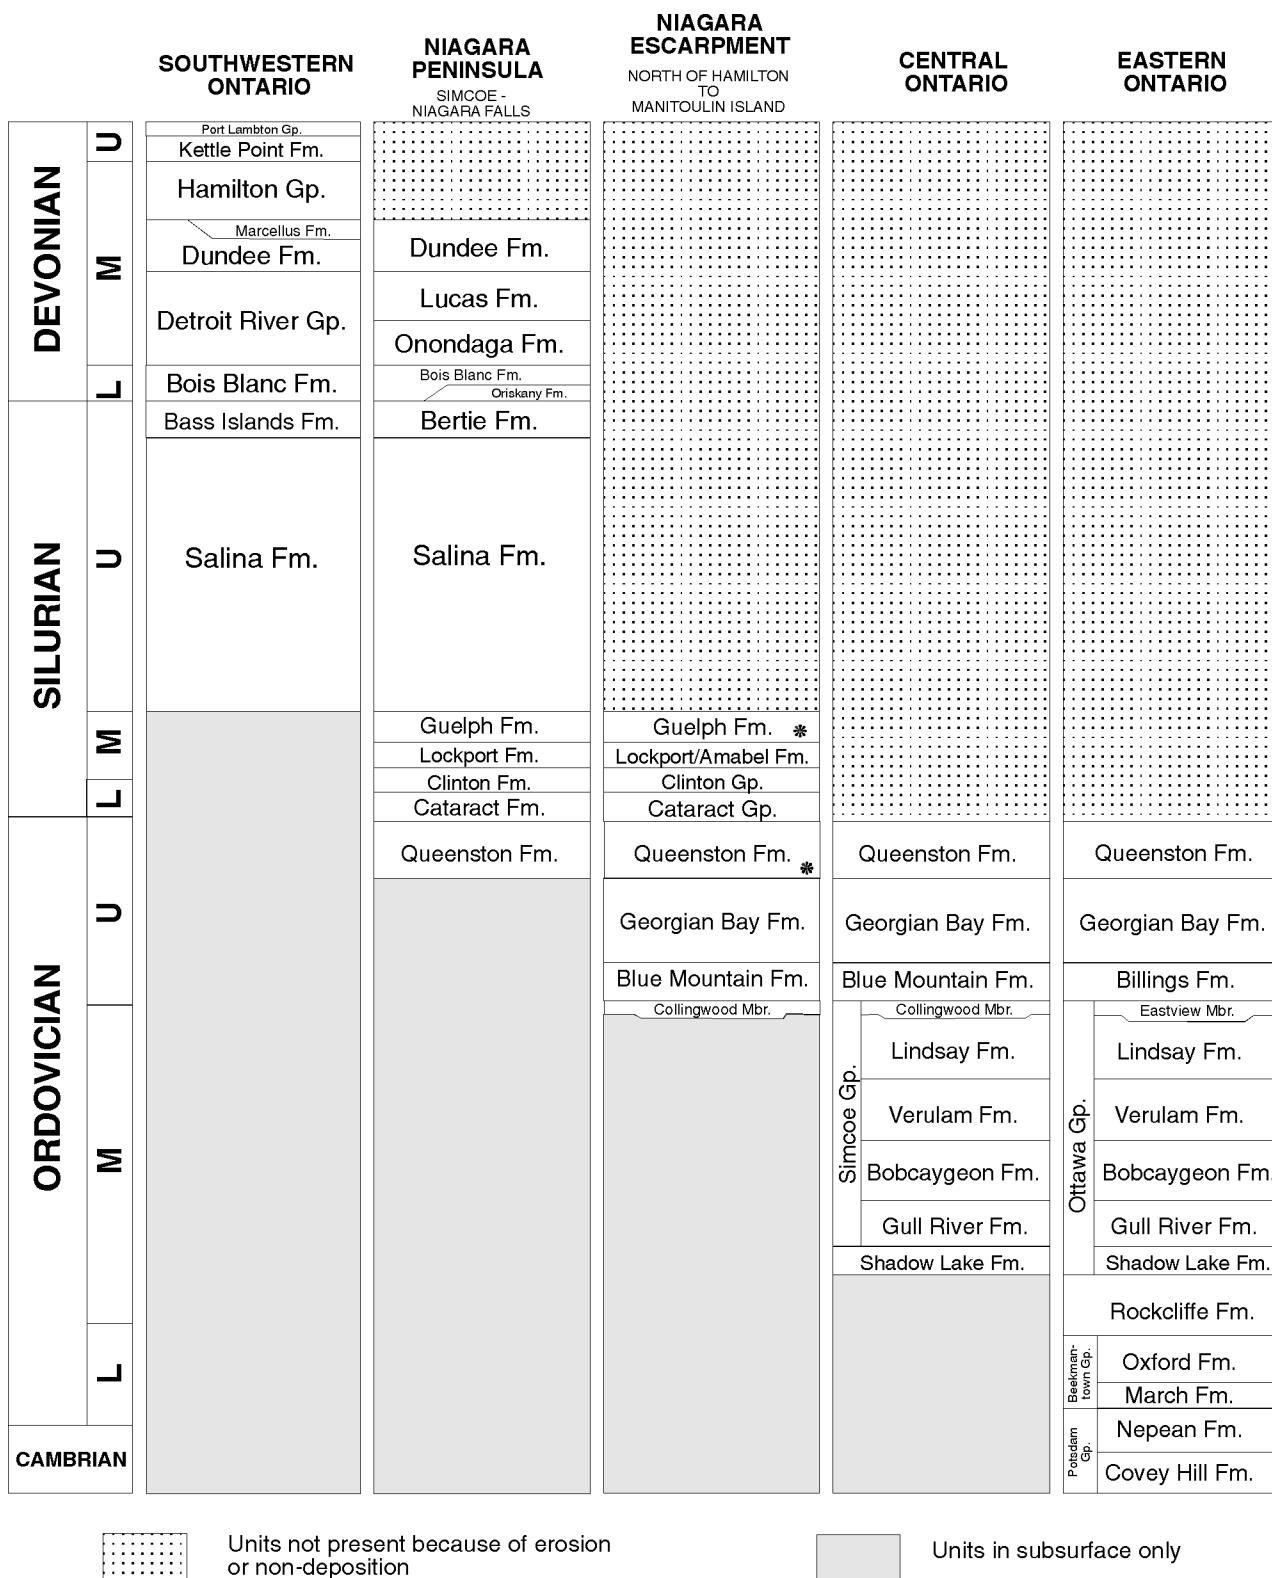 SOUTHWESTERN
ONTARIO
NIAGARA
PENINSULA
SIMCOE -
NIAGARA FALLS
NIAGARA
ESCARPMENT
NORTH OF HAMILTON
TO
MANITOULIN ISLAND
CENTRAL
ONTARIO
EASTERN
ONTARIO
DEVONIAN
U
M
L
SILURIAN
U
M
L
ORDOVICIAN
U
M
L
CAMBRIAN
Port Lambton Gp.
Kettle Point Fm.
Hamilton Gp.
Marcellus Fm.
Dundee Fm.
Detroit River Gp.
Bois Blanc Fm.
Bass Islands Fm.
Salina Fm.
Dundee Fm.
Lucas Fm.
Onondaga Fm.
Bois Blanc Fm.
Oriskany Fm.
Bertie Fm.
Salina Fm.
Guelph Fm.
Lockport Fm.
Clinton Fm.
Cataract Fm.
Queenston Fm.
Guelph Fm. *
Lockport/Amabel Fm.
Clinton Gp.
Cataract Gp.
Queenston Fm. *
Georgian Bay Fm.
Blue Mountain Fm.
Collingwood Mbr.
Queenston Fm.
Georgian Bay Fm.
Blue Mountain Fm.
Simcoe Gp.
Collingwood Mbr.
Lindsay Fm.
Verulam Fm.
Bobcaygeon Fm.
Gull River Fm.
Shadow Lake Fm.
Queenston Fm.
Georgian Bay Fm.
Billings Fm.
Ottawa Gp.
Eastview Mbr.
Lindsay Fm.
Verulam Fm.
Bobcaygeon Fm.
Gull River Fm.
Shadow Lake Fm.
Rockcliffe Fm.
Beekman-
town Gp.
Oxford Fm.
March Fm.
Potsdam
Gp.
Nepean Fm.
Covey Hill Fm.
Units not present because of erosion
or non-deposition
Units in subsurface only